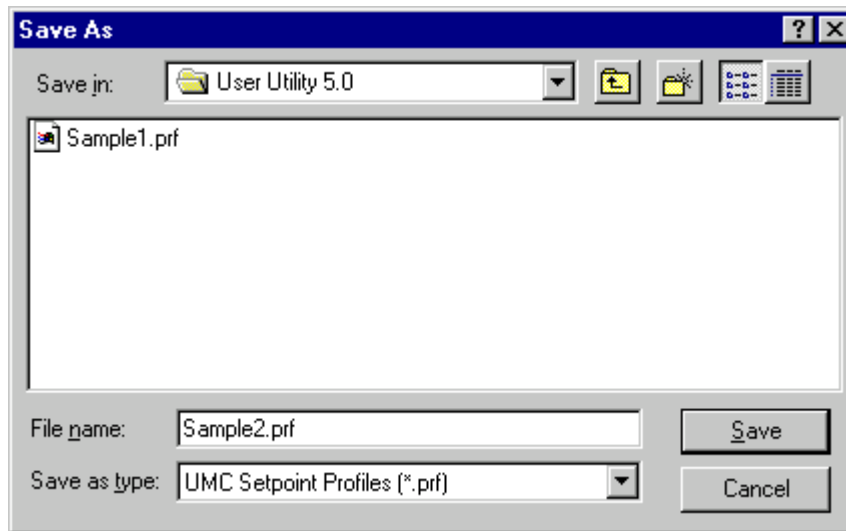 Save As
Save in: User Utility 5.0
Sample1.prf
File name: Sample2.prf Save
Save as type: UMC Setpoint Profiles (*.prf) Cancel